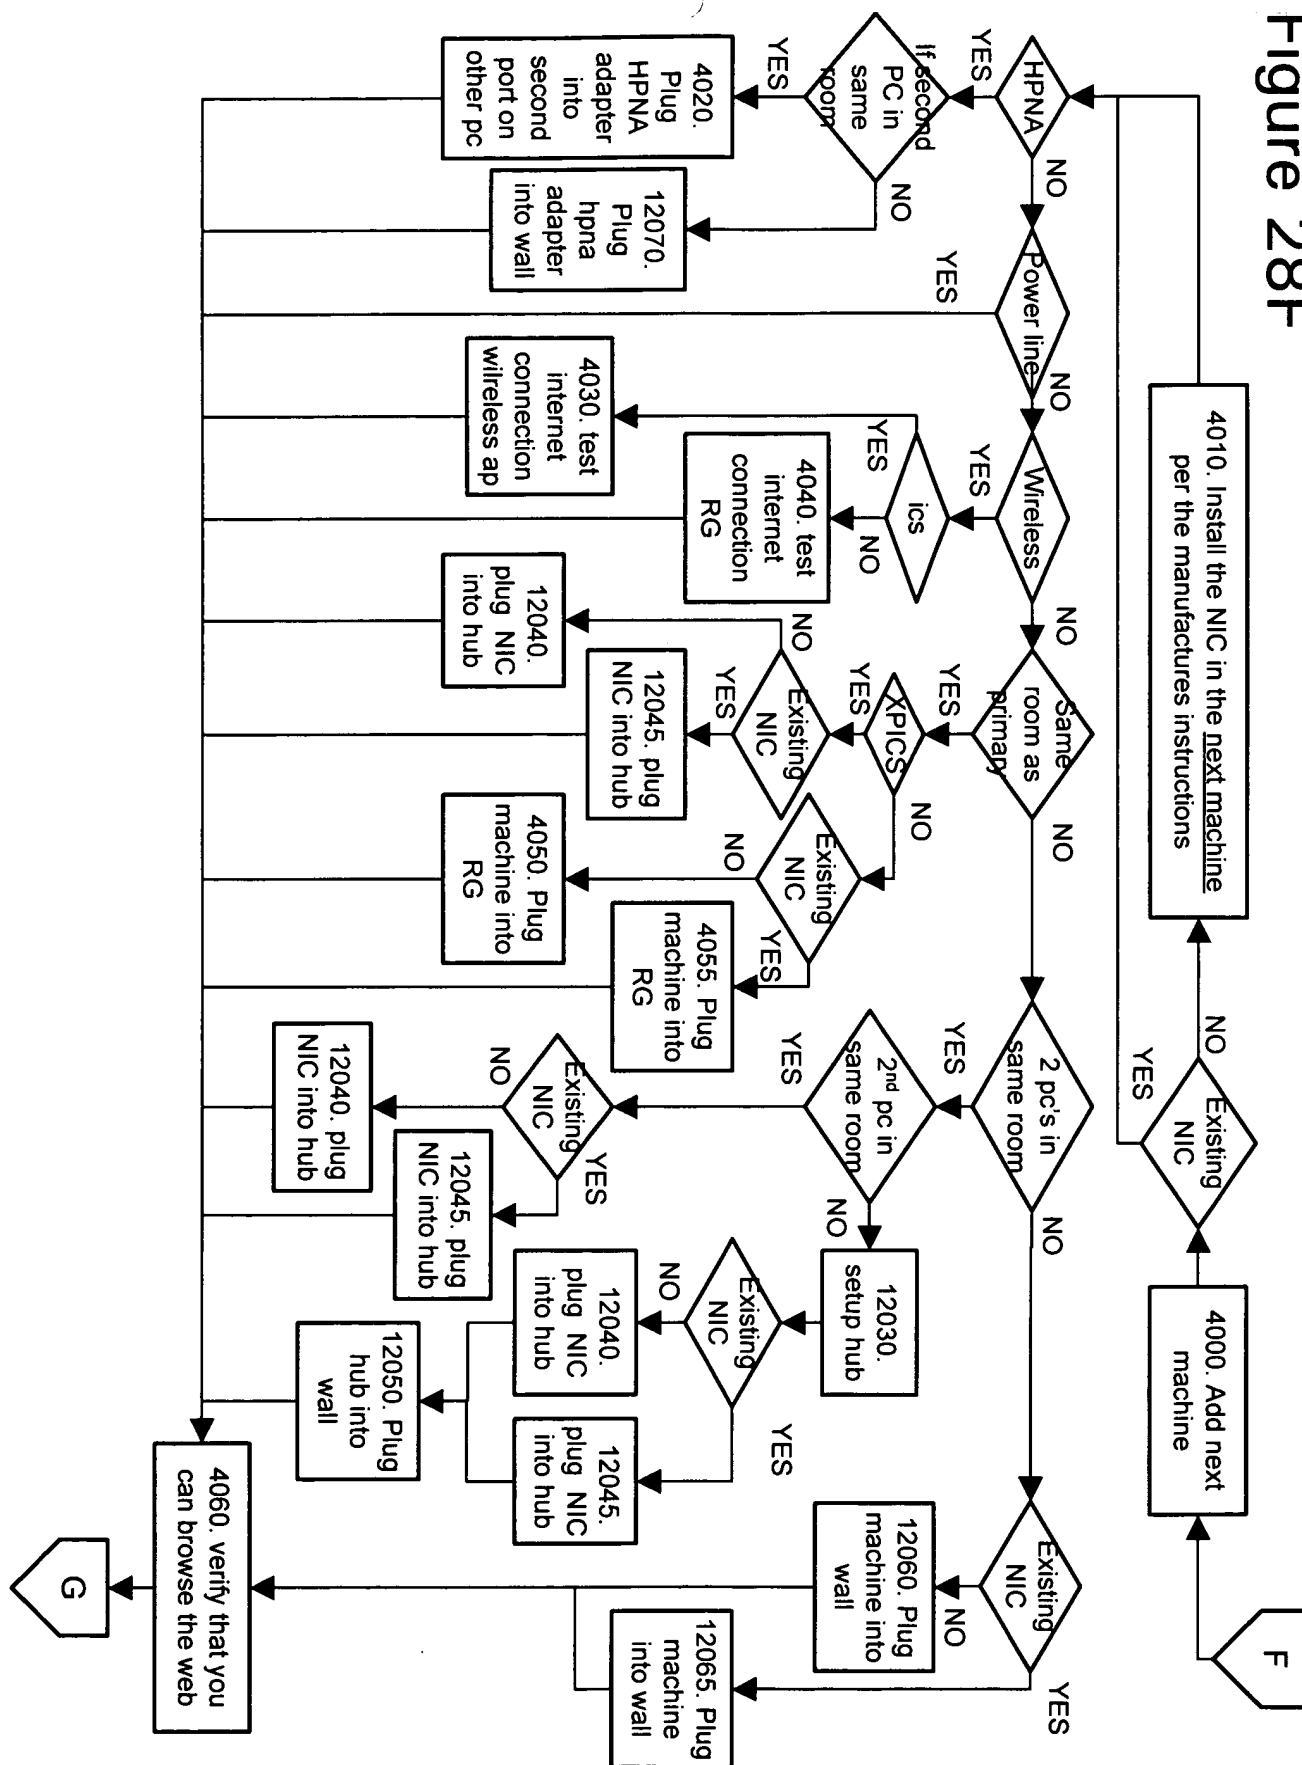 Figure 28F
F
4000. Add next
machine
Existing
NIC
NO
YES
4010. Install the NIC in the next machine
per the manufactures instructions
HPNA
NO
YES
Power line
NO
YES
Wireless
NO
YES
Same
room as
primary
NO
YES
2 pc's in
same room
NO
YES
Existing
NIC
NO
YES
If second
PC in
same
room
NO
YES
ics
YES
NO
XPICS
YES
NO
2nd pc in
same room
YES
NO
12030.
setup hub
12060. Plug
machine into
wall
4020.
Plug
HPNA
adapter
into
second
port on
other pc
12070.
Plug
hpna
adapter
into wall
4030. test
internet
connection
wilreless ap
4040. test
internet
connection
RG
Existing
NIC
NO
YES
12040.
plug NIC
into hub
12045. plug
NIC into hub
Existing
NIC
NO
YES
4050. Plug
machine into
RG
4055. Plug
machine into
RG
Existing
NIC
NO
YES
12040. plug
NIC into hub
12045. plug
NIC into hub
Existing
NIC
NO
YES
12040.
plug NIC
into hub
12045.
plug NIC
into hub
12050. Plug
hub into
wall
12065. Plug
machine
into wall
4060. verify that you
can browse the web
G